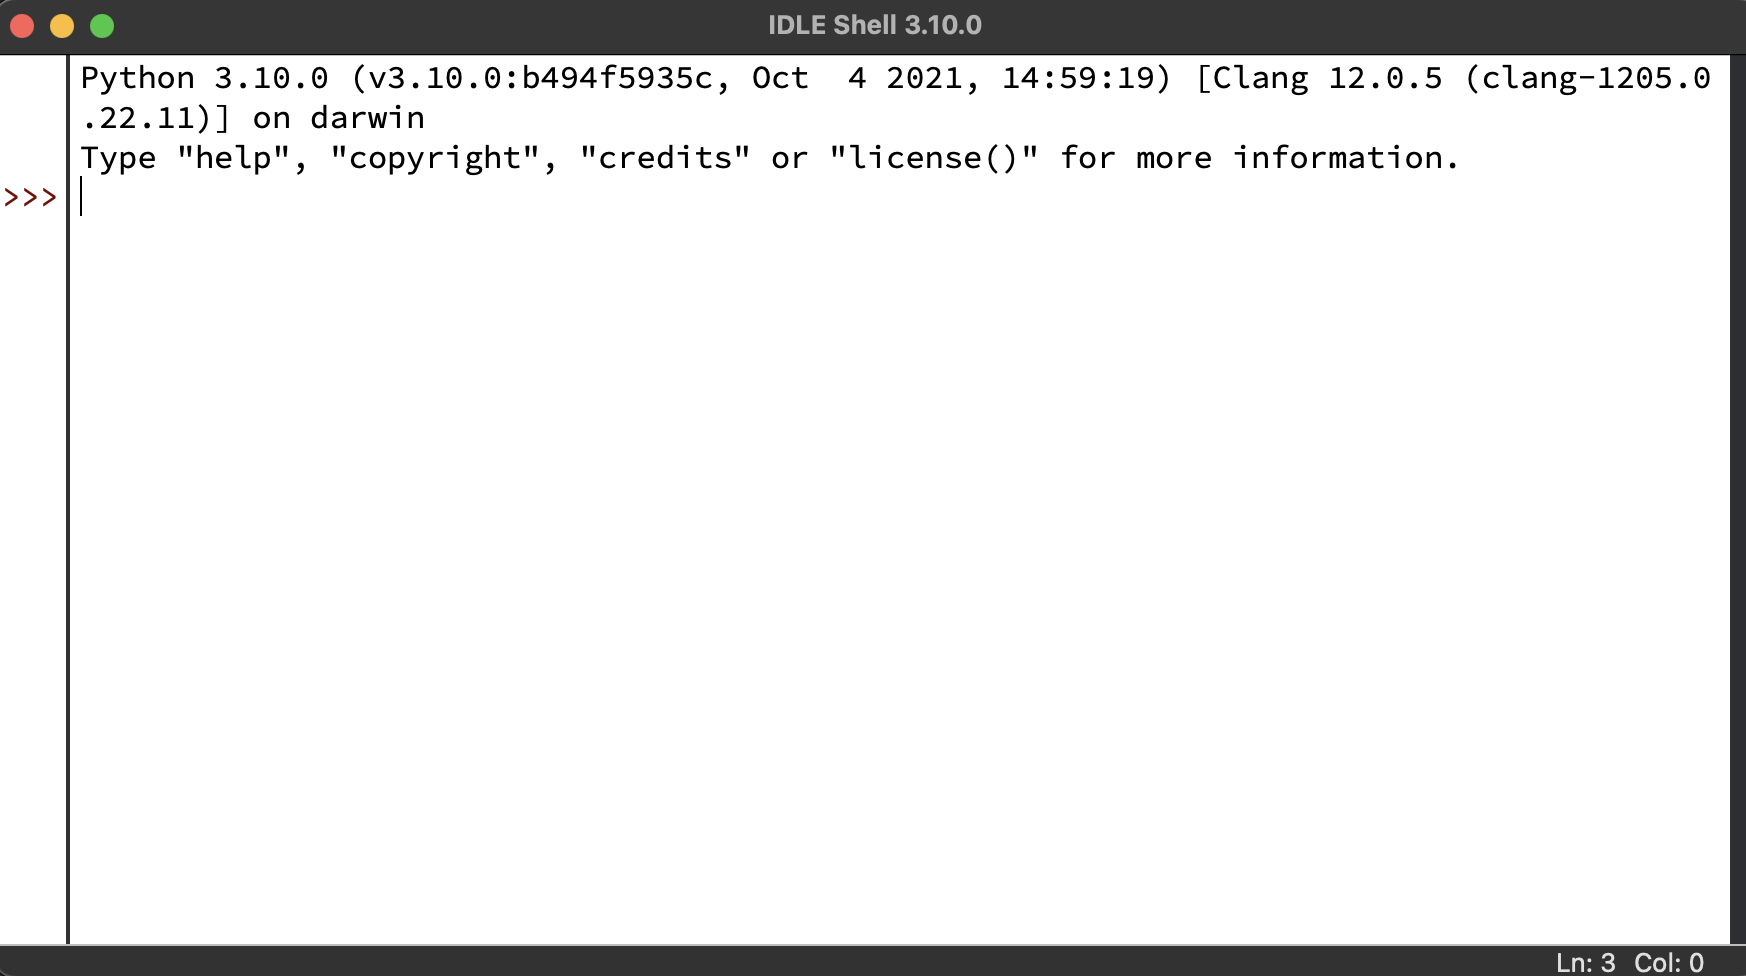 IDLE Shell 3.10.0
Python 3.10.0 (v3.10.0:b494f5935c, Oct  4 2021, 14:59:19) [Clang 12.0.5 (clang-1205.0
.22.11)] on darwin
Type "help", "copyright", "credits" or "license()" for more information.
>>>
Ln: 3  Col: 0